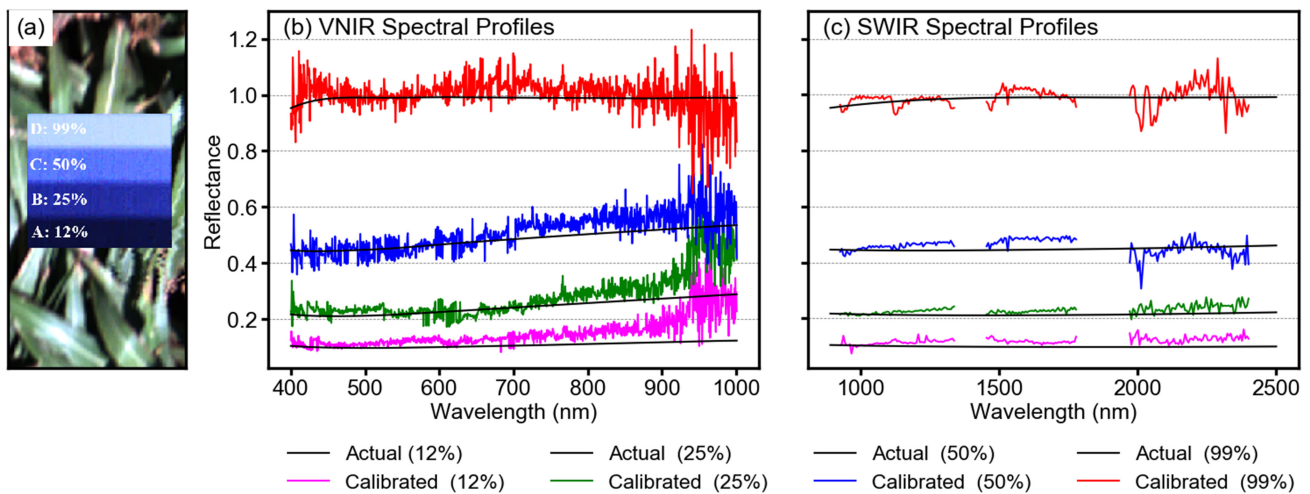 (a)
D: 99%
C: 50%
B: 25%
A: 12%
(b) VNIR Spectral Profiles
(c) SWIR Spectral Profiles
Reflectance
1.2
1.0
0.8
0.6
0.4
0.2
400 500 600 700 800 900 1000
1000 1500 2000 2500
Wavelength (nm)
Wavelength (nm)
Actual (12%) Actual (25%) Actual (50%) Actual (99%)
Calibrated (12%) Calibrated (25%) Calibrated (50%) Calibrated (99%)